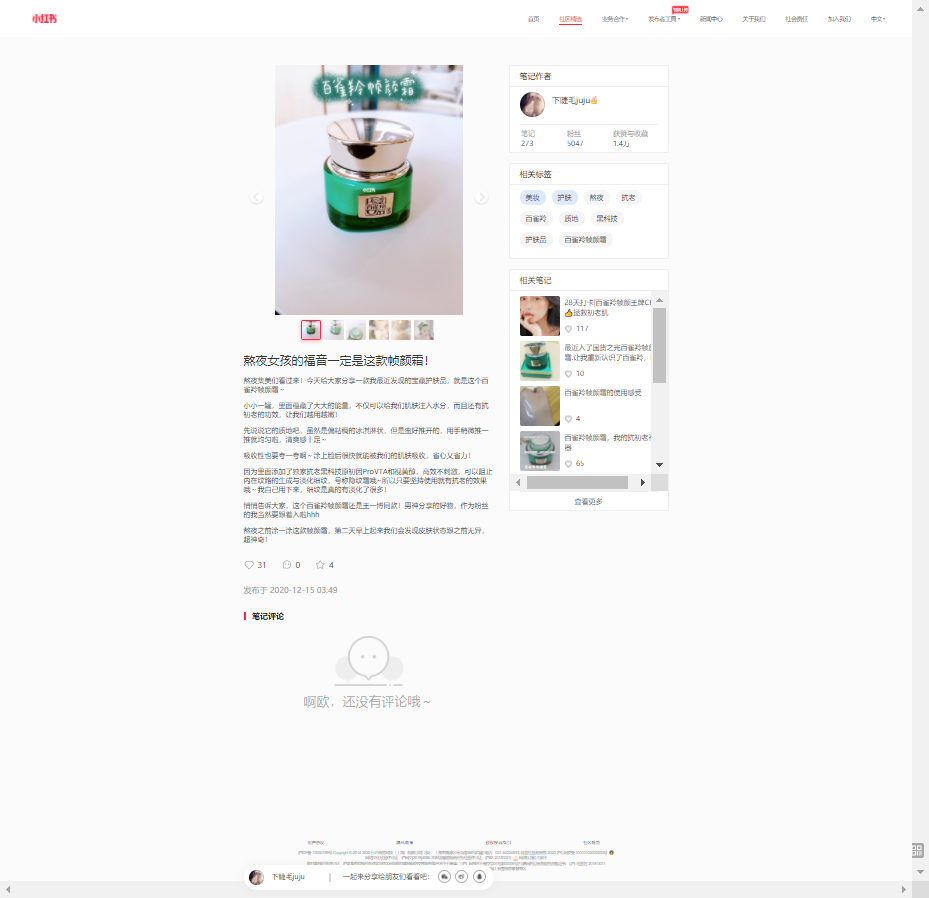 小红书
首页
社区精选
业务合作
发布者工具
新闻中心
关于我们
社会责任
加入我们
中文
百雀羚帧颜霜
熬夜女孩的福音一定是这款帧颜霜！
熬夜集美们看过来！今天给大家分享一款我最近发现的宝藏护肤品，就是这个百
雀羚帧颜霜~
小小一罐，里面蕴藏了大大的能量，不仅可以给我们肌肤注入水分，而且还有抗
初老的功效，让我们越用越嫩！
先说说它的质地吧，虽然是偏粘稠的冰淇淋状，但是蛮好推开的，用手稍微推一
推就均匀啦，清爽感十足~
吸收性也要夸一夸啊~涂上脸后很快就能被我们的肌肤吸收，省心又省力！
因为里面添加了独家抗老黑科技原初因ProVTA和视黄醇，高效不刺激，可以阻止
内在纹路的生成与淡化细纹，号称隐纹霜哦~所以只要坚持使用就有抗老的效果
哦~我自己用下来，细纹是真的有淡化了很多！
悄悄告诉大家，这个百雀羚帧颜霜还是王一博同款！男神分享的好物，作为粉丝
的我当然要跟着入啦hhh
熬夜之前涂一涂这款帧颜霜，第二天早上起来我们会发现皮肤状态跟之前无异，
超神奇！
31
0
4
发布于 2020-12-15 03:49
笔记评论
啊欧，还没有评论哦~
笔记作者
下睫毛juju
笔记
粉丝
获赞与收藏
273
5047
1.4万
相关标签
美妆
护肤
熬夜
抗老
百雀羚
质地
黑科技
护肤品
百雀羚帧颜霜
相关笔记
28天打卡|百雀羚帧颜王牌CP
拯救初老肌
117
最近入了国货之光百雀羚帧颜
霜.让我重新认识了百雀羚，
10
百雀羚帧颜霜的使用感受
4
百雀羚帧颜霜，我的抗初老利
器
65
查看更多
下睫毛juju
一起来分享给朋友们看看吧：